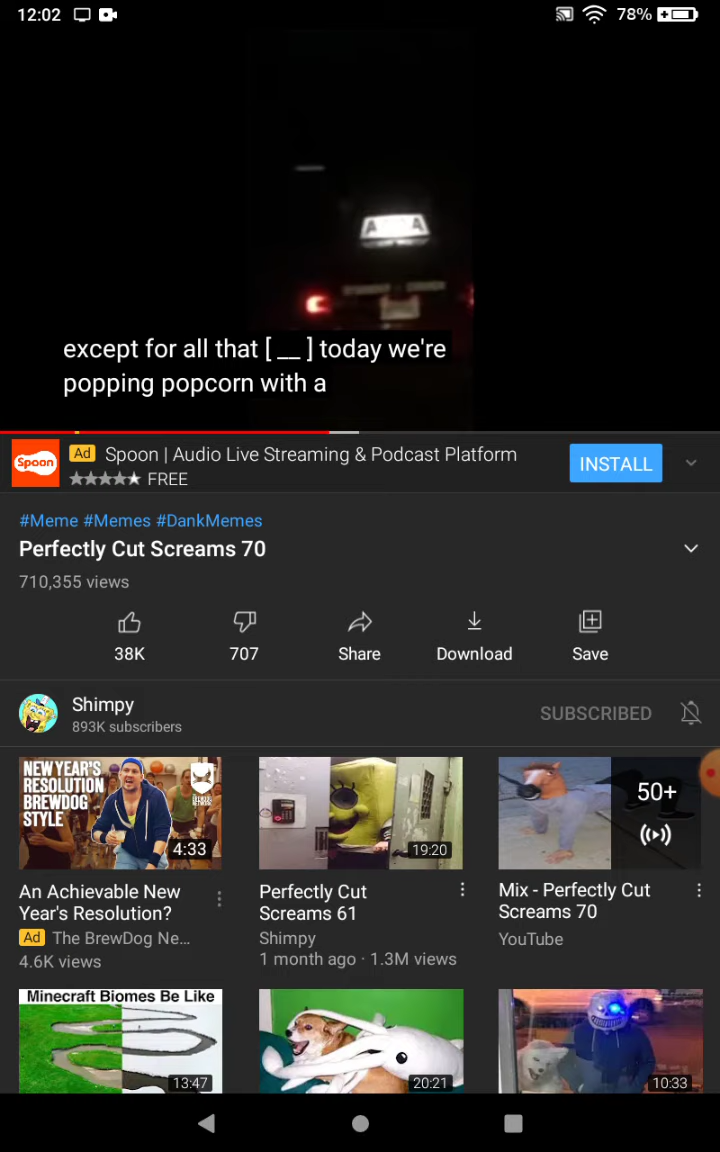 12:02
78%
A A
except for all that [ __ ] today we're
popping popcorn with a
Spoon
Ad Spoon | Audio Live Streaming & Podcast Platform
FREE
INSTALL
#Meme #Memes #DankMemes
Perfectly Cut Screams 70
710,355 views
38K
707
Share
Download
Save
Shimpy
893K subscribers
SUBSCRIBED
NEW YEAR'S
RESOLUTION
BREWDOG
STYLE
4:33
19:20
50+
An Achievable New
Year's Resolution?
Ad The BrewDog Ne...
4.6K views
Perfectly Cut
Screams 61
Shimpy
1 month ago · 1.3M views
Mix - Perfectly Cut
Screams 70
YouTube
Minecraft Biomes Be Like
13:47
20:21
10:33